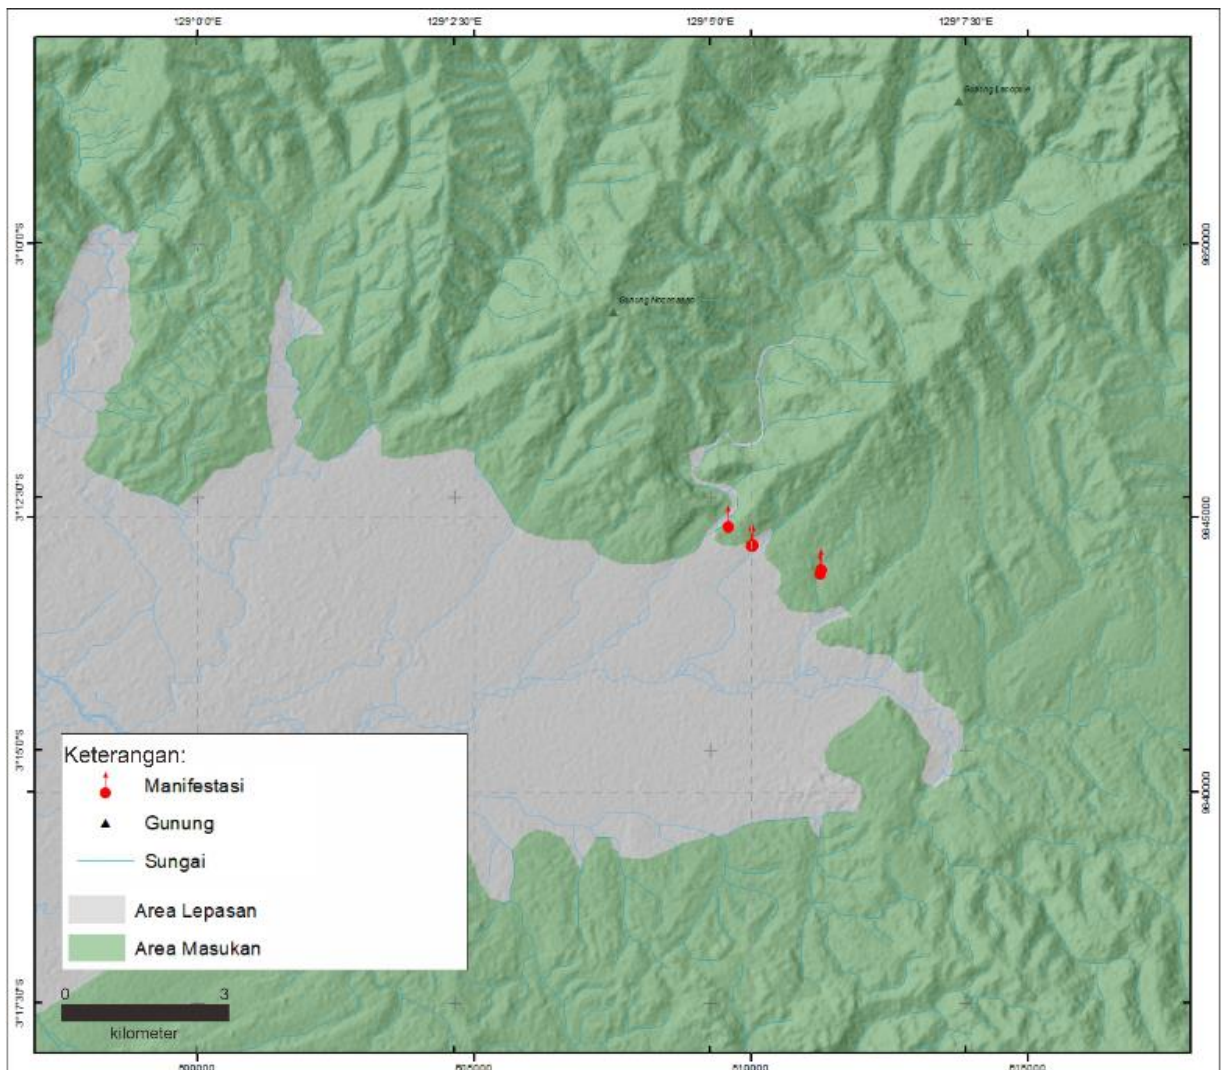 129°0'0"E
129°2'30"E
129°5'0"E
129°7'30"E
3°10'0"S
9650000
3°12'30"S
9645000
3°15'0"S
9640000
3°17'30"S
Gunung
Gunung
Keterangan:
Manifestasi
Gunung
Sungai
Area Lepasan
Area Masukan
0 3
kilometer
600000
605000
610000
615000